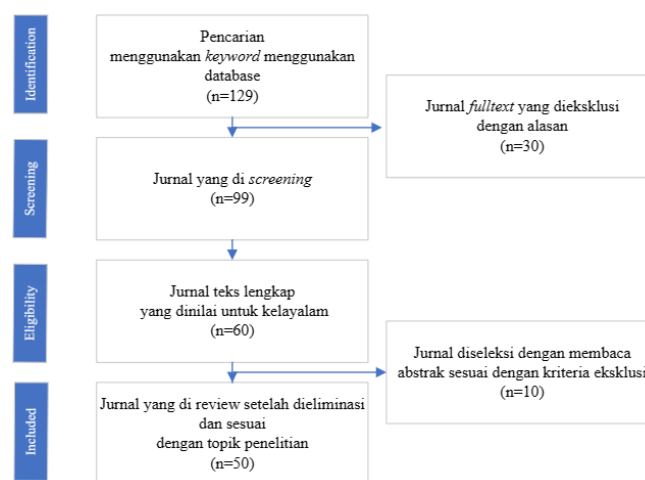 Identification
Pencarian
menggunakan keyword menggunakan
database
(n=129)
Jurnal fulltext yang dieksklusi
dengan alasan
(n=30)
Screening
Jurnal yang di screening
(n=99)
Eligibility
Jurnal teks lengkap
yang dinilai untuk kelayalam
(n=60)
Jurnal diseleksi dengan membaca
abstrak sesuai dengan kriteria eksklusi
(n=10)
Included
Jurnal yang di review setelah dieliminasi
dan sesuai
dengan topik penelitian
(n=50)